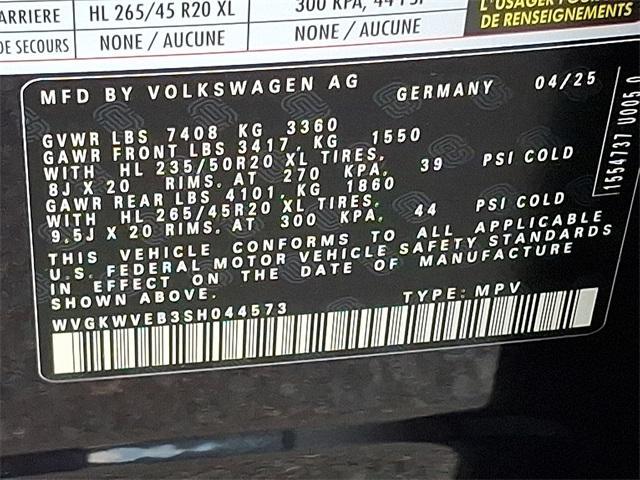 ARRIERE HL 265/45 R20 XL 300 KPA, 44 PSI
DE SECOURS NONE / AUCUNE NONE / AUCUNE
L'USAGER POUR
DE RENSEIGNEMENTS
MFD BY VOLKSWAGEN AG GERMANY 04/25
GVWR LBS 7408 KG 3360
GAWR FRONT LBS 3417, KG 1550
WITH HL 235/50R20 XL TIRES,
8J X 20 RIMS. AT 270 KPA, 39 PSI COLD
GAWR REAR LBS 4101, KG 1860
WITH HL 265/45R20 XL TIRES,
9.5J X 20 RIMS. AT 300 KPA, 44 PSI COLD
THIS VEHICLE CONFORMS TO ALL APPLICABLE
U.S. FEDERAL MOTOR VEHICLE SAFETY STANDARDS
IN EFFECT ON THE DATE OF MANUFACTURE
SHOWN ABOVE.
WVGKWVEB3SH044573 TYPE: MPV
1554737 U005 0